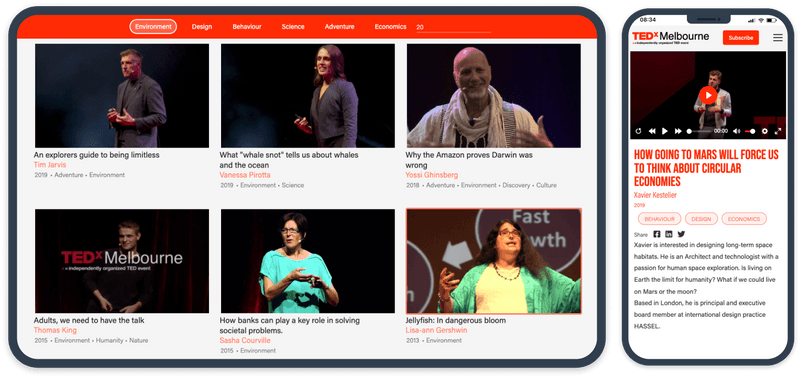 Environment
Design
Behaviour
Science
Adventure
Economics
20
An explorers guide to being limitless
Tim Jarvis
2019 • Adventure • Environment
What "whale snot" tells us about whales
and the ocean
Vanessa Pirotta
2019 • Environment • Science
Why the Amazon proves Darwin was
wrong
Yossi Ghinsberg
2018 • Adventure • Environment • Discovery • Culture
TEDx Melbourne
x = independently organized TED event
Adults, we need to have the talk
Thomas King
2015 • Environment • Humanity • Nature
How banks can play a key role in solving
societal problems.
Sasha Courville
2015 • Environment
Fast
Growth
Jellyfish: In dangerous bloom
Lisa-ann Gershwin
2013 • Environment
08:34
TEDx Melbourne
x = independently organized TED event
Subscribe
00:00
HOW GOING TO MARS WILL FORCE US
TO THINK ABOUT CIRCULAR
ECONOMIES
Xavier Kestelier
2019
BEHAVIOUR
DESIGN
ECONOMICS
Share
Xavier is interested in designing long-term space
habitats. He is an Architect and technologist with a
passion for human space exploration. Is living on
Earth the limit for humanity? What if we could live
on Mars or the moon?
Based in London, he is principal and executive
board member at international design practice
HASSEL.